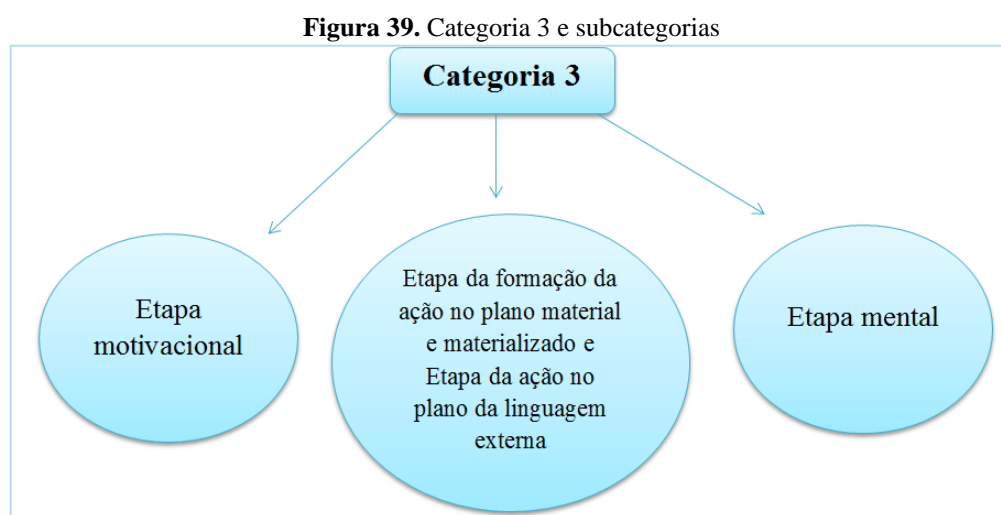 Figura 39. Categoria 3 e subcategorias
Categoria 3
Etapa
motivacional
Etapa da formação da
ação no plano material
e materializado e
Etapa da ação no
plano da linguagem
externa
Etapa mental